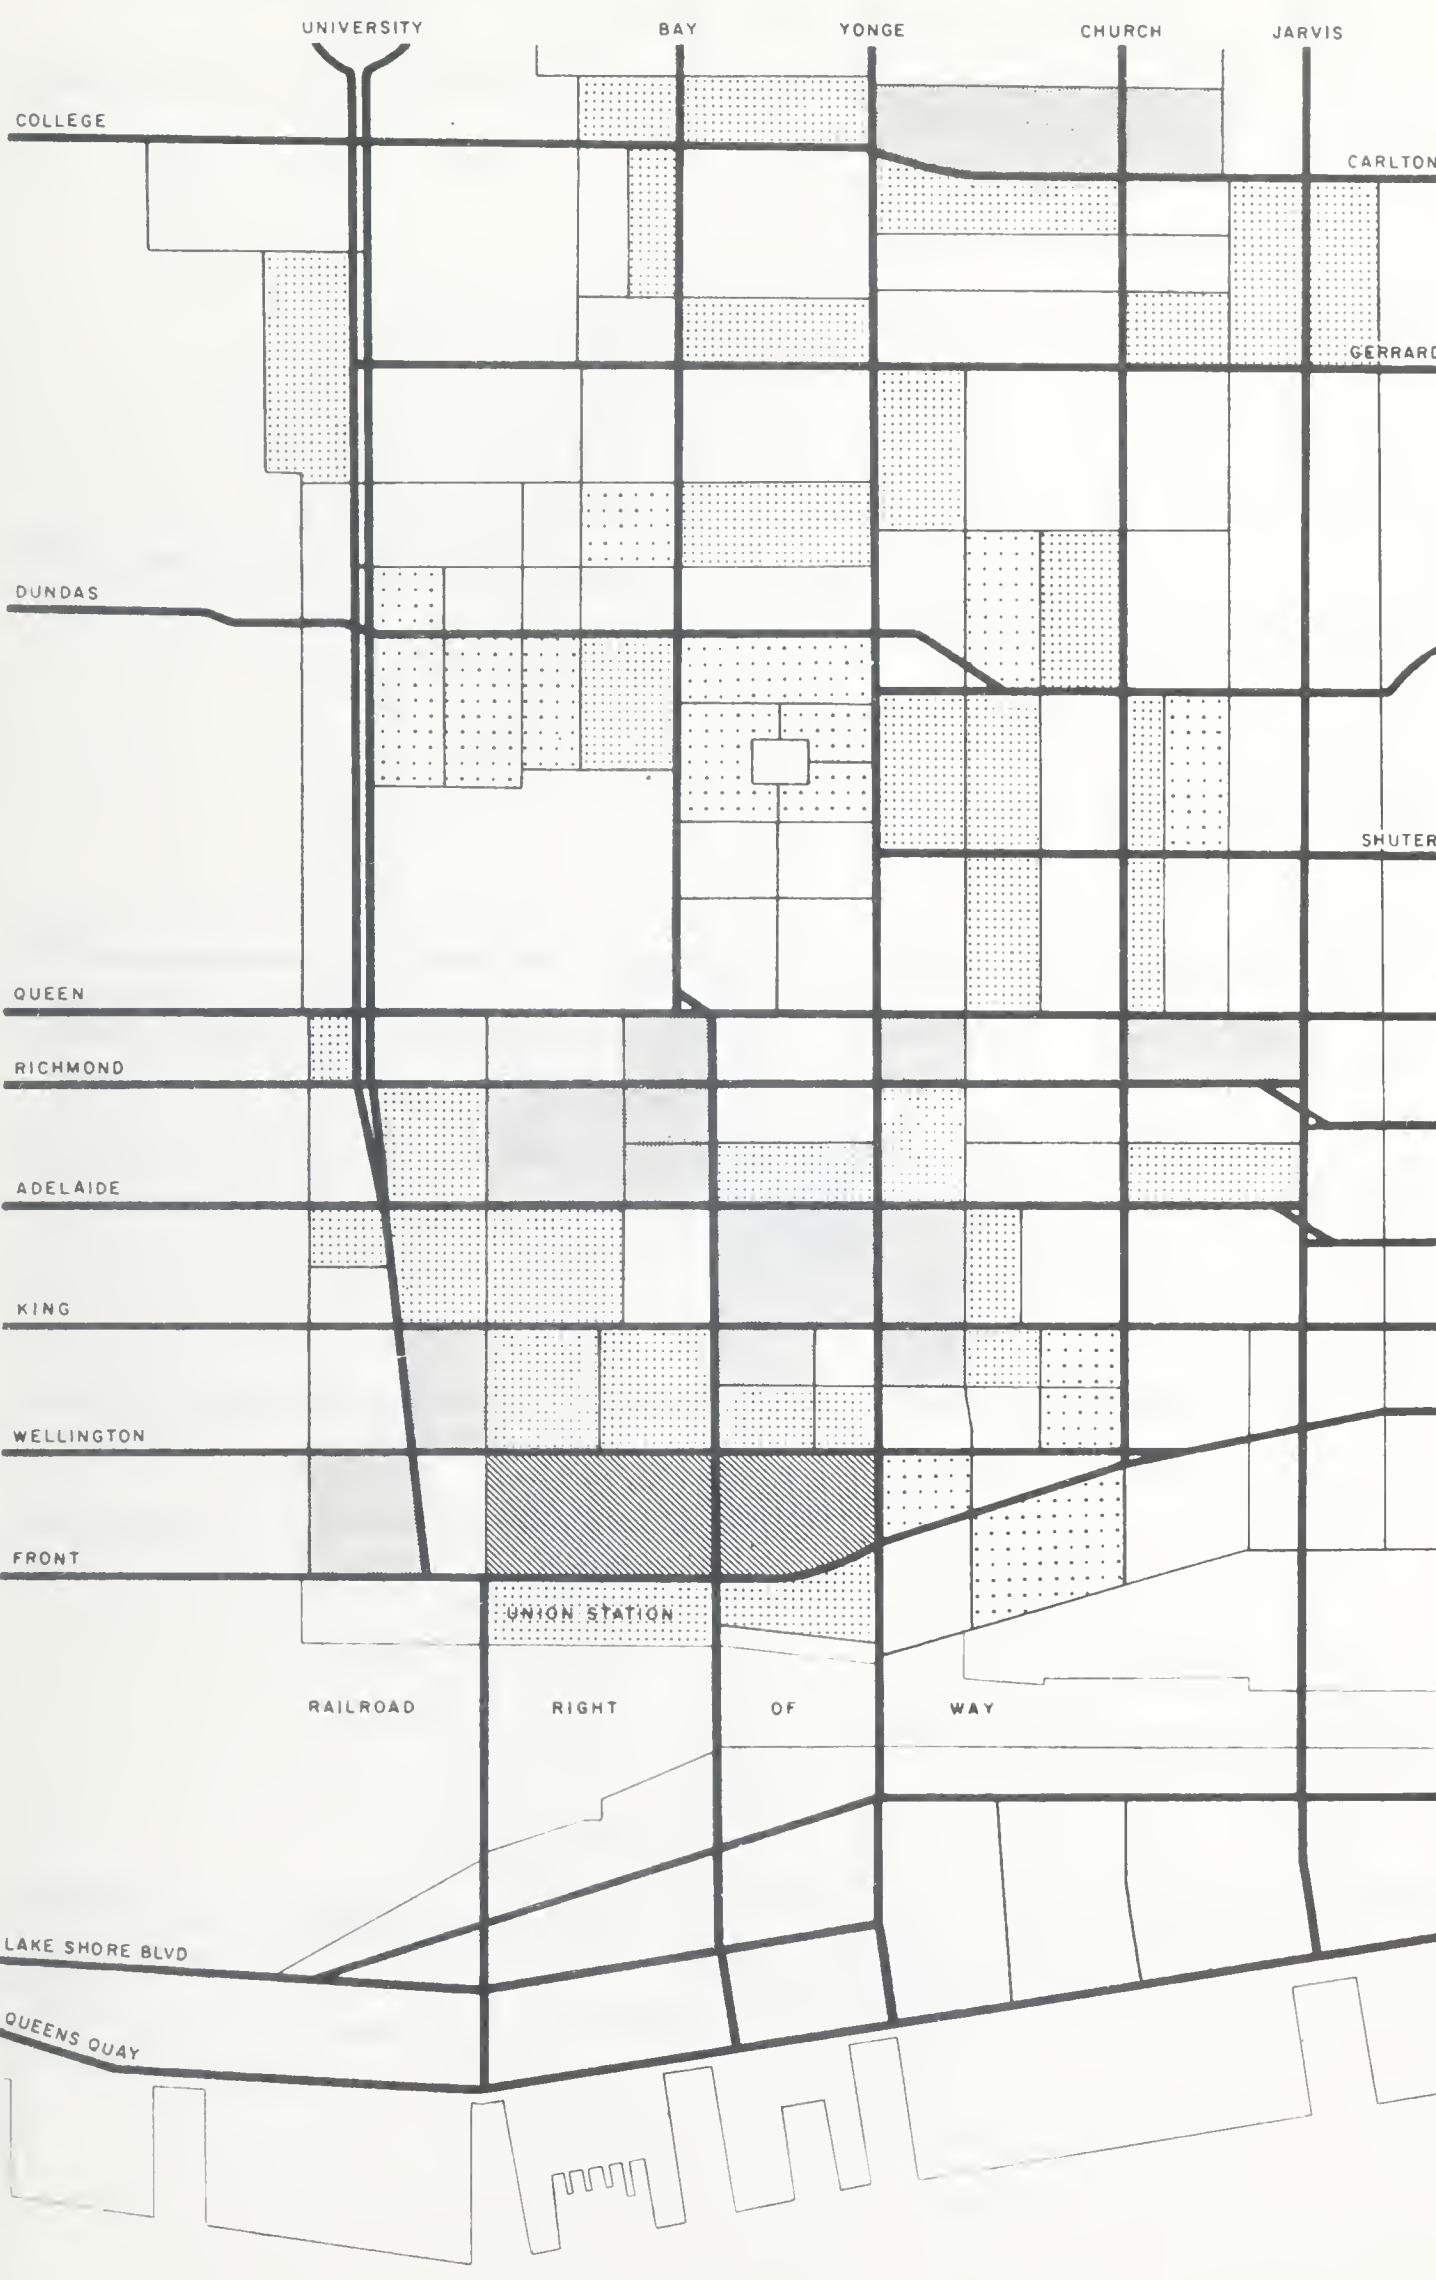 UNIVERSITY
BAY
YONGE
CHURCH
JARVIS
COLLEGE
CARLTON
GERRARD
DUNDAS
SHUTER
QUEEN
RICHMOND
ADELAIDE
KING
WELLINGTON
FRONT
UNION STATION
RAILROAD RIGHT OF WAY
LAKE SHORE BLVD
QUEENS QUAY